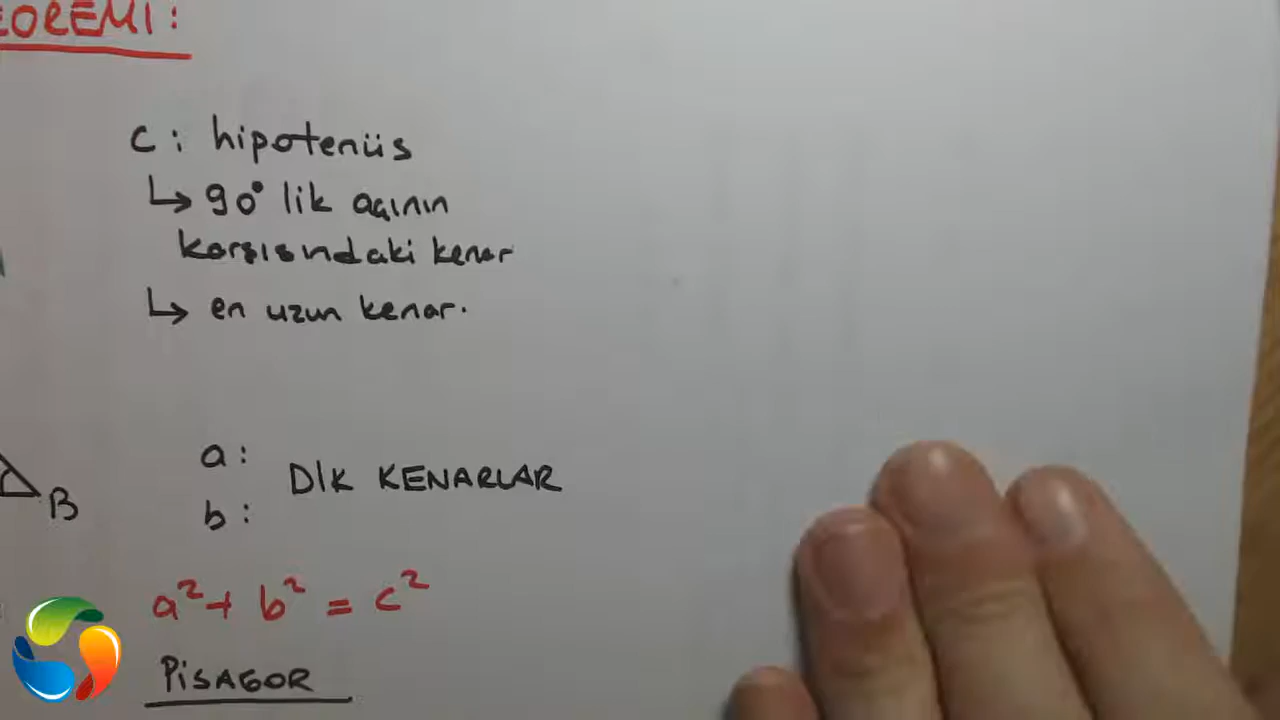 OREMİ:
c: hipotenüs
↳ 90° lik açının
karşısındaki kenar
↳ en uzun kenar.
a:
DİK KENARLAR
b:
B
a² + b² = c²
PİSAGOR